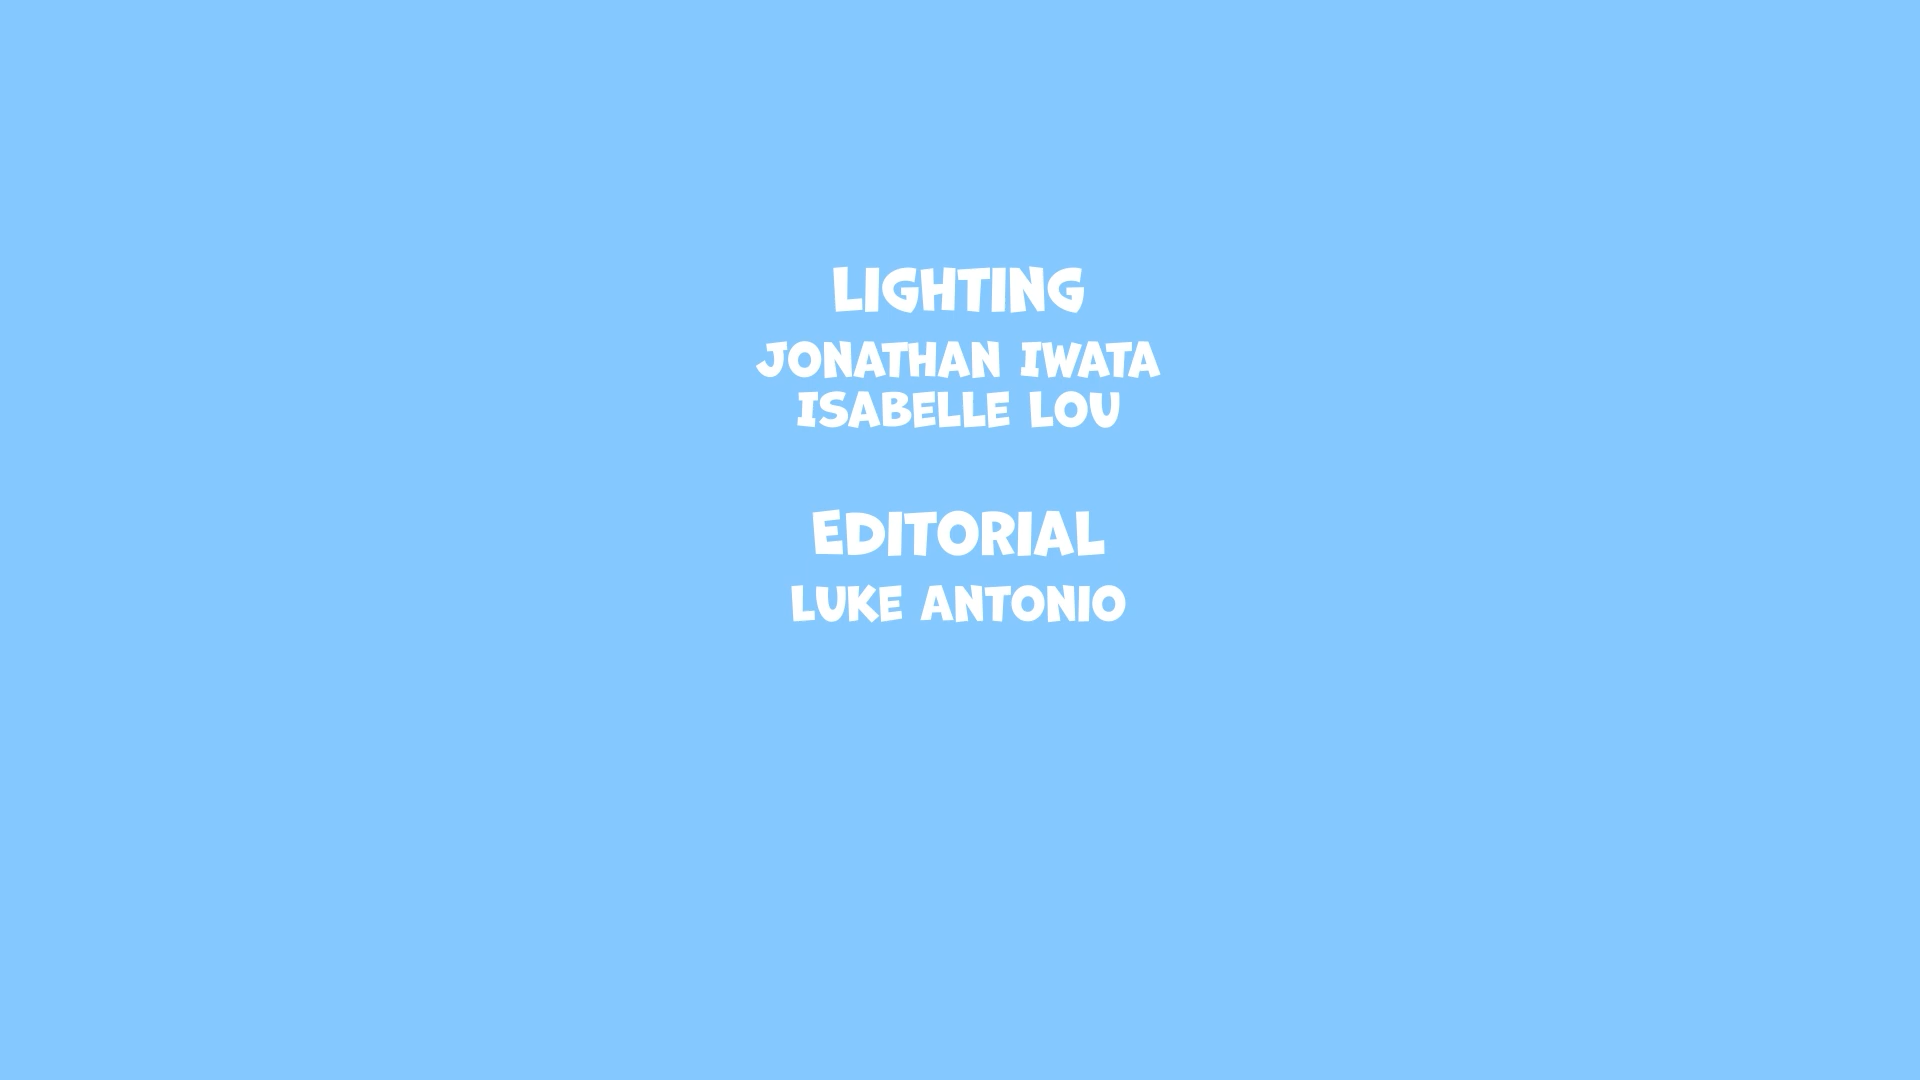 LIGHTING
JONATHAN IWATA
ISABELLE LOU
EDITORIAL
LUKE ANTONIO